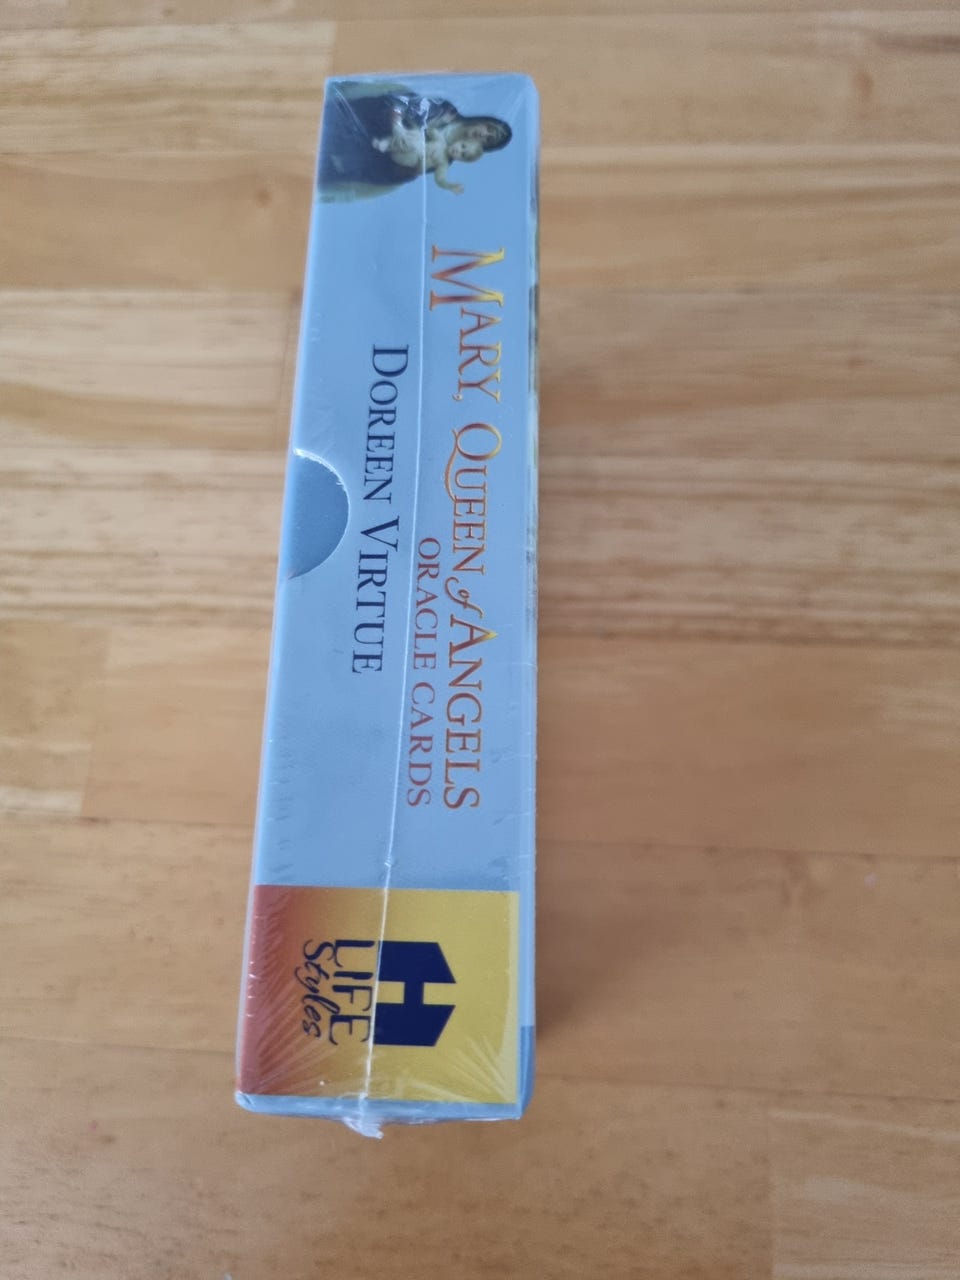 MARY, QUEEN of ANGELS
ORACLE CARDS
DOREEN VIRTUE
H
LIFE
Styles